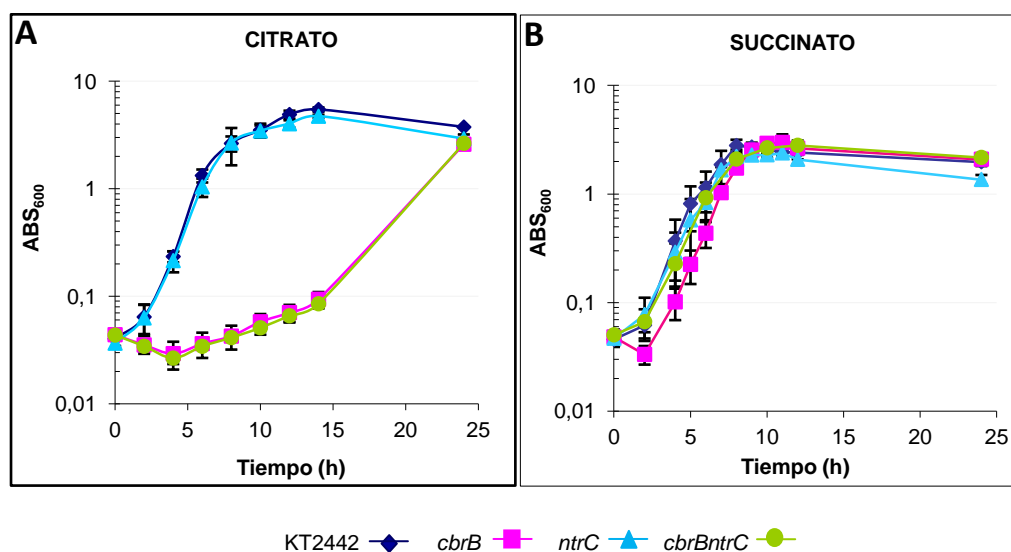 A
CITRATO
ABS600
10
1
0,1
0,01
0 5 10 15 20 25
Tiempo (h)
B
SUCCINATO
ABS600
10
1
0,1
0,01
0 5 10 15 20 25
Tiempo (h)
KT2442 cbrB ntrC cbrBntrC